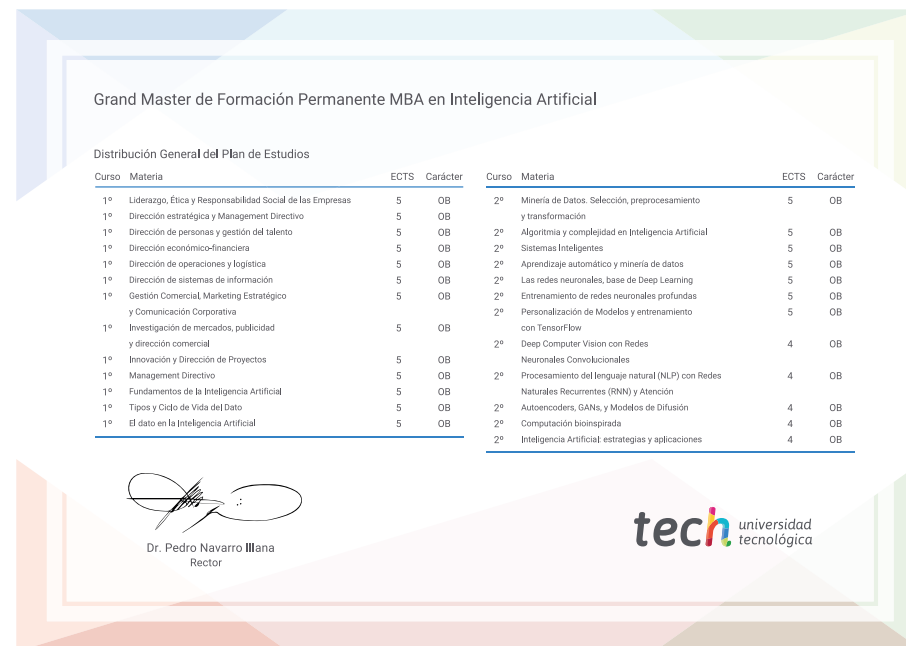 Grand Master de Formación Permanente MBA en Inteligencia Artificial
Distribución General del Plan de Estudios
Curso Materia ECTS Carácter
1º Liderazgo, Ética y Responsabilidad Social de las Empresas 5 OB
1º Dirección estratégica y Management Directivo 5 OB
1º Dirección de personas y gestión del talento 5 OB
1º Dirección económico-financiera 5 OB
1º Dirección de operaciones y logística 5 OB
1º Dirección de sistemas de información 5 OB
1º Gestión Comercial, Marketing Estratégico 5 OB
y Comunicación Corporativa
1º Investigación de mercados, publicidad 5 OB
y dirección comercial
1º Innovación y Dirección de Proyectos 5 OB
1º Management Directivo 5 OB
1º Fundamentos de la Inteligencia Artificial 5 OB
1º Tipos y Ciclo de Vida del Dato 5 OB
1º El dato en la Inteligencia Artificial 5 OB
Curso Materia ECTS Carácter
2º Minería de Datos. Selección, preprocesamiento 5 OB
y transformación
2º Algoritmia y complejidad en Inteligencia Artificial 5 OB
2º Sistemas Inteligentes 5 OB
2º Aprendizaje automático y minería de datos 5 OB
2º Las redes neuronales, base de Deep Learning 5 OB
2º Entrenamiento de redes neuronales profundas 5 OB
2º Personalización de Modelos y entrenamiento 5 OB
con TensorFlow
2º Deep Computer Vision con Redes 4 OB
Neuronales Convolucionales
2º Procesamiento del lenguaje natural (NLP) con Redes 4 OB
Naturales Recurrentes (RNN) y Atención
2º Autoencoders, GANs, y Modelos de Difusión 4 OB
2º Computación bioinspirada 4 OB
2º Inteligencia Artificial: estrategias y aplicaciones 4 OB
Dr. Pedro Navarro Illana
Rector
tech universidad
tecnológica